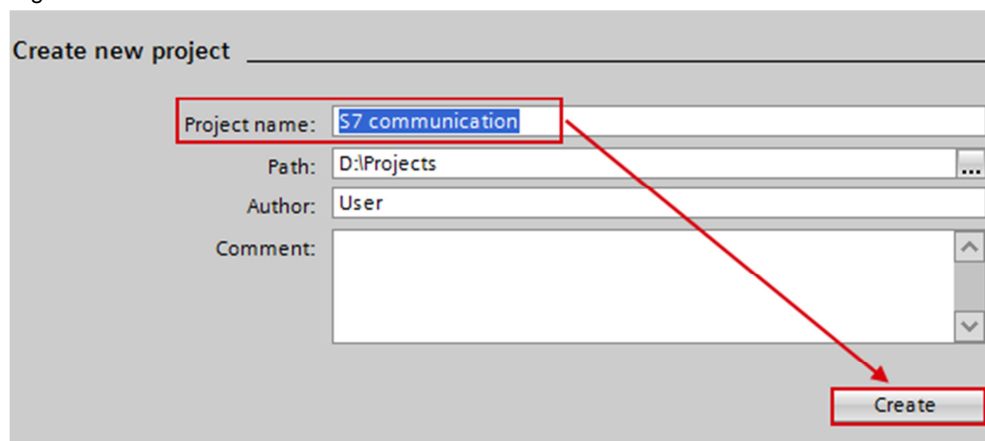 Create new project
Project name: S7 communication
Path: D:\Projects
...
Author: User
Comment:
Create